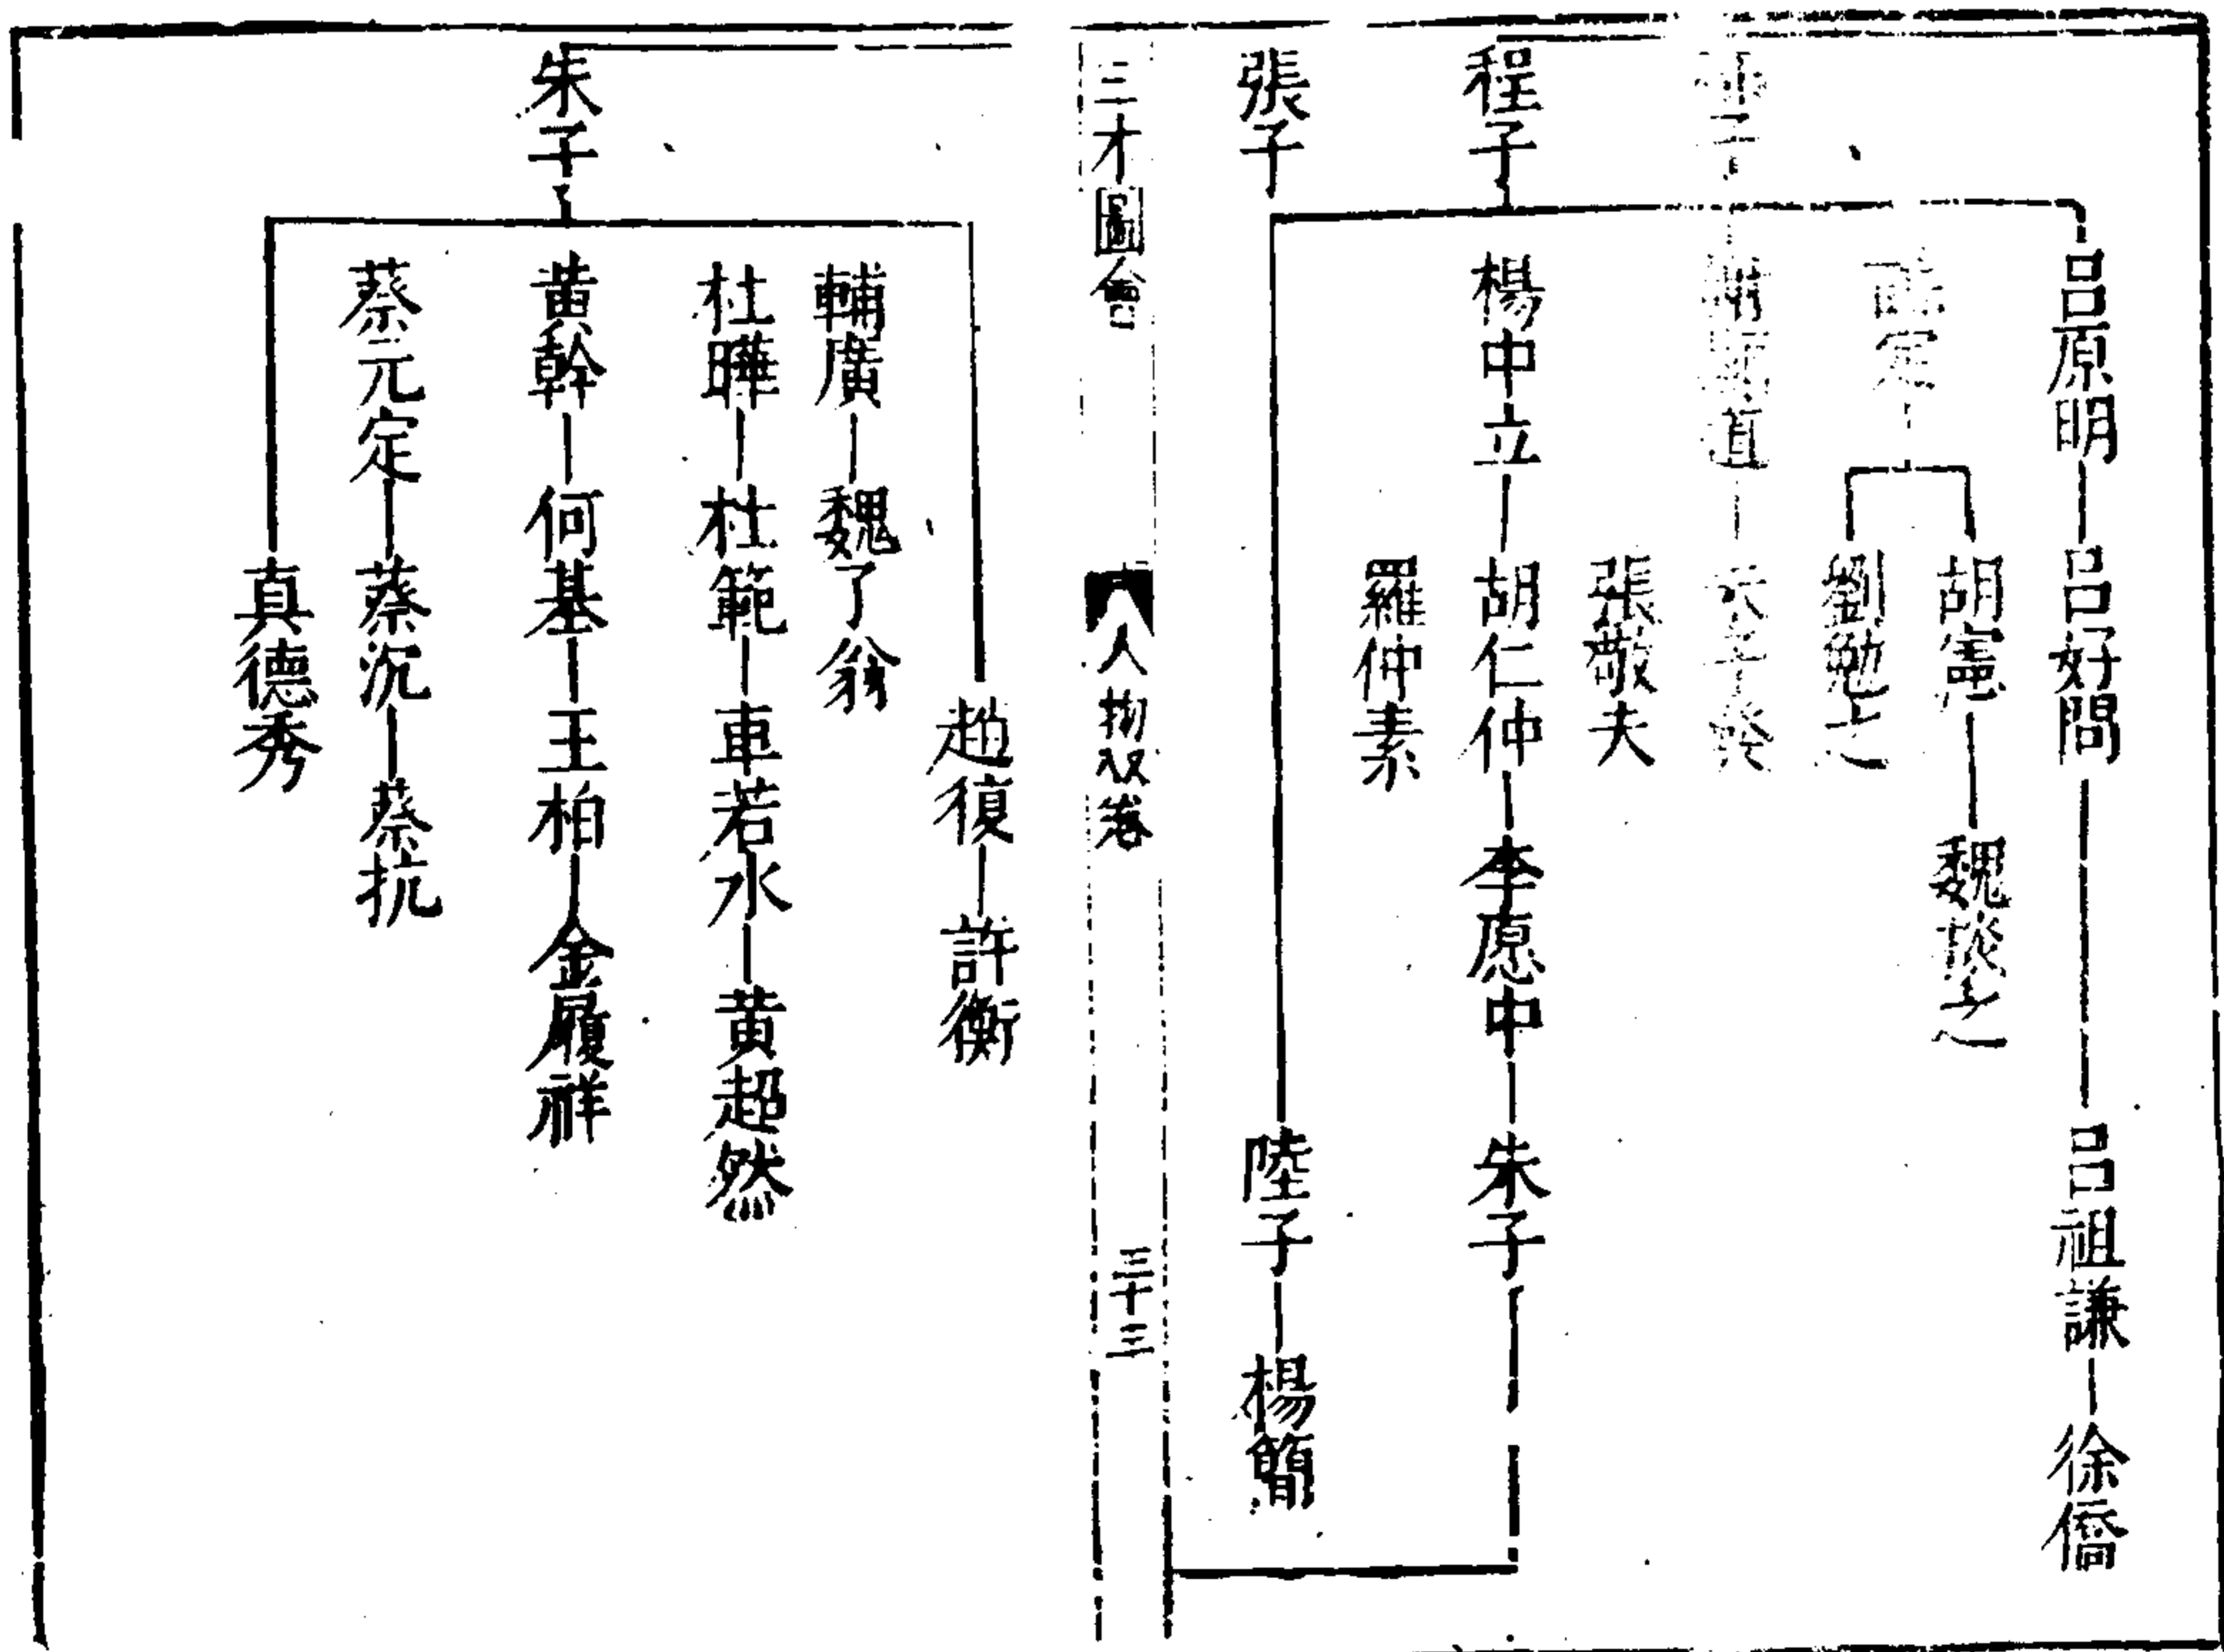 呂原明 呂好問 呂祖謙 徐僑
胡憲 魏掞之
劉勉之
張敬夫
程子 楊中立 胡仁仲 李愿中 朱子
羅仲素
張子 陸子 楊簡
三才圖會 人物 卷 三十三
趙復 許衡
輔廣 魏了翁
杜曄 杜範 車若水 黃超然
朱子 黃幹 何基 王柏 金履祥
蔡元定 蔡沉 蔡抗
真德秀